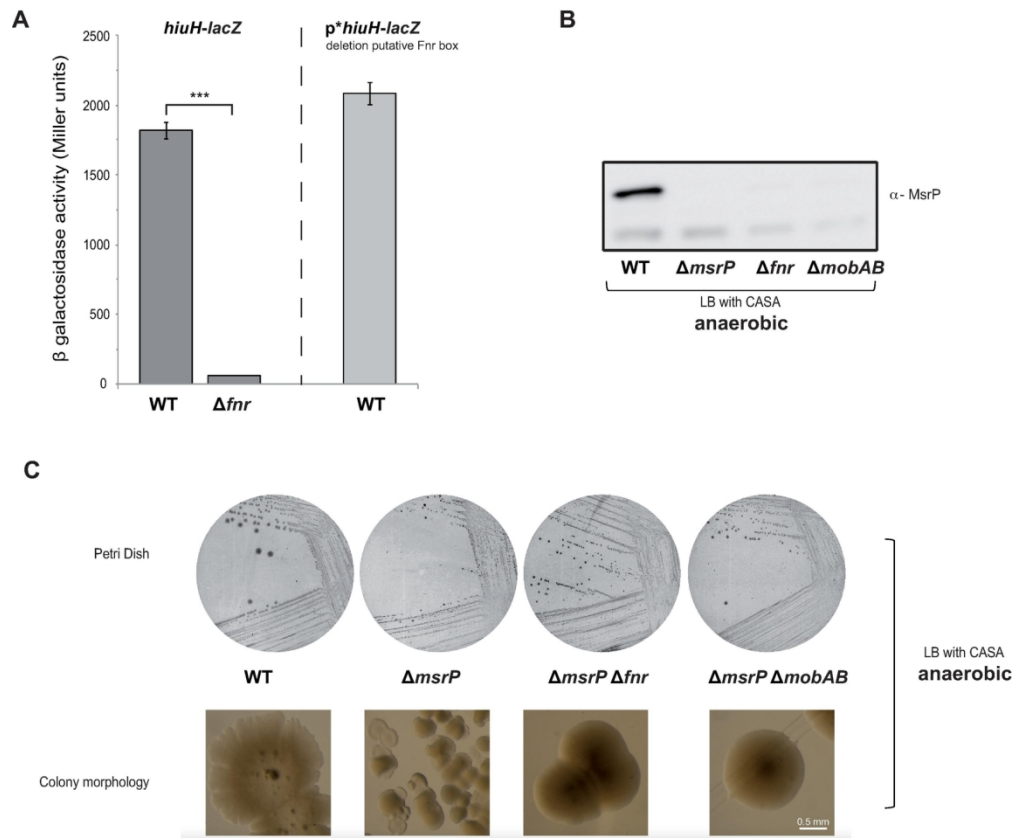 A
hiuH-lacZ
p*hiuH-lacZ
deletion putative Fnr box
β galactosidase activity (Miller units)
2500
2000
1500
1000
500
0
***
WT
Δfnr
WT
B
α- MsrP
WT ΔmsrP Δfnr ΔmobAB
LB with CASA
anaerobic
C
Petri Dish
WT ΔmsrP ΔmsrP Δfnr ΔmsrP ΔmobAB
LB with CASA
anaerobic
Colony morphology
0.5 mm